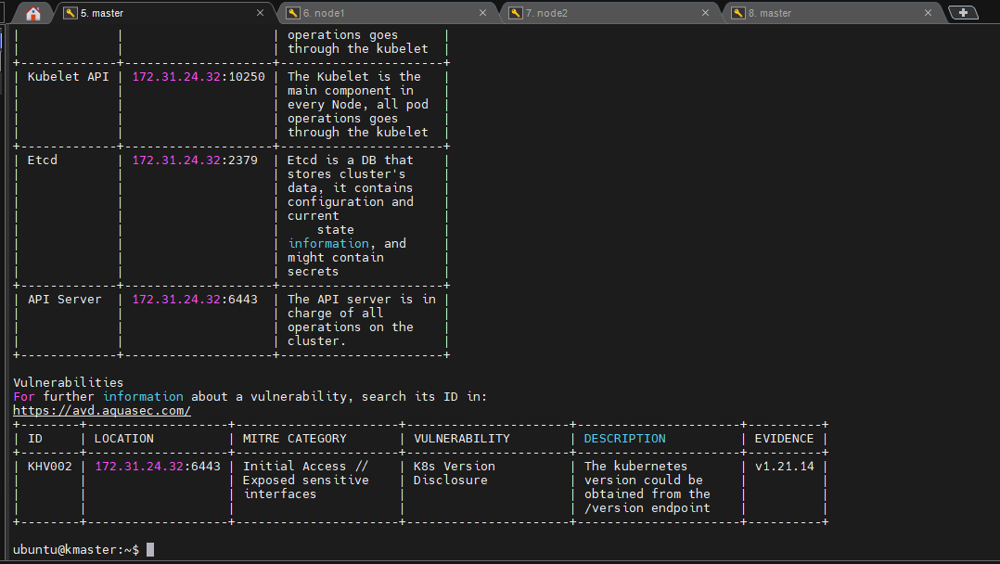 5. master
6. node1
7. node2
8. master
| | | operations goes |
| | | through the kubelet |
+-------------+--------------------+----------------------+
| Kubelet API | 172.31.24.32:10250 | The Kubelet is the |
| | | main component in |
| | | every Node, all pod |
| | | operations goes |
| | | through the kubelet |
+-------------+--------------------+----------------------+
| Etcd | 172.31.24.32:2379 | Etcd is a DB that |
| | | stores cluster's |
| | | data, it contains |
| | | configuration and |
| | | current |
| | | state |
| | | information, and |
| | | might contain |
| | | secrets |
+-------------+--------------------+----------------------+
| API Server | 172.31.24.32:6443 | The API server is in |
| | | charge of all |
| | | operations on the |
| | | cluster. |
+-------------+--------------------+----------------------+
Vulnerabilities
For further information about a vulnerability, search its ID in:
https://avd.aquasec.com/
+--------+-------------------+----------------------+----------------------+----------------------+----------+
| ID | LOCATION | MITRE CATEGORY | VULNERABILITY | DESCRIPTION | EVIDENCE |
+--------+-------------------+----------------------+----------------------+----------------------+----------+
| KHV002 | 172.31.24.32:6443 | Initial Access // | K8s Version | The kubernetes | v1.21.14 |
| | | Exposed sensitive | Disclosure | version could be | |
| | | interfaces | | obtained from the | |
| | | | | /version endpoint | |
+--------+-------------------+----------------------+----------------------+----------------------+----------+
ubuntu@kmaster:~$